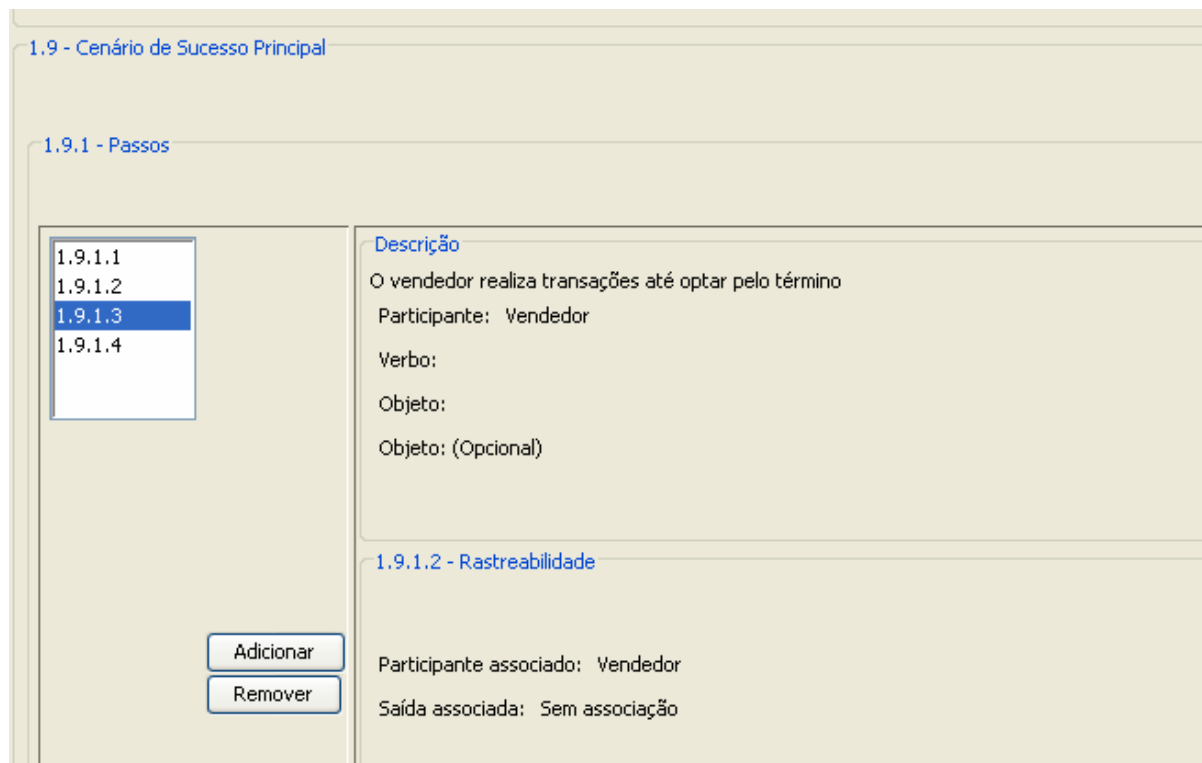 1.9 - Cenário de Sucesso Principal
1.9.1 - Passos
1.9.1.1
1.9.1.2
1.9.1.3
1.9.1.4
Adicionar
Remover
Descrição
O vendedor realiza transações até optar pelo término
Participante: Vendedor
Verbo:
Objeto:
Objeto: (Opcional)
1.9.1.2 - Rastreabilidade
Participante associado: Vendedor
Saída associada: Sem associação